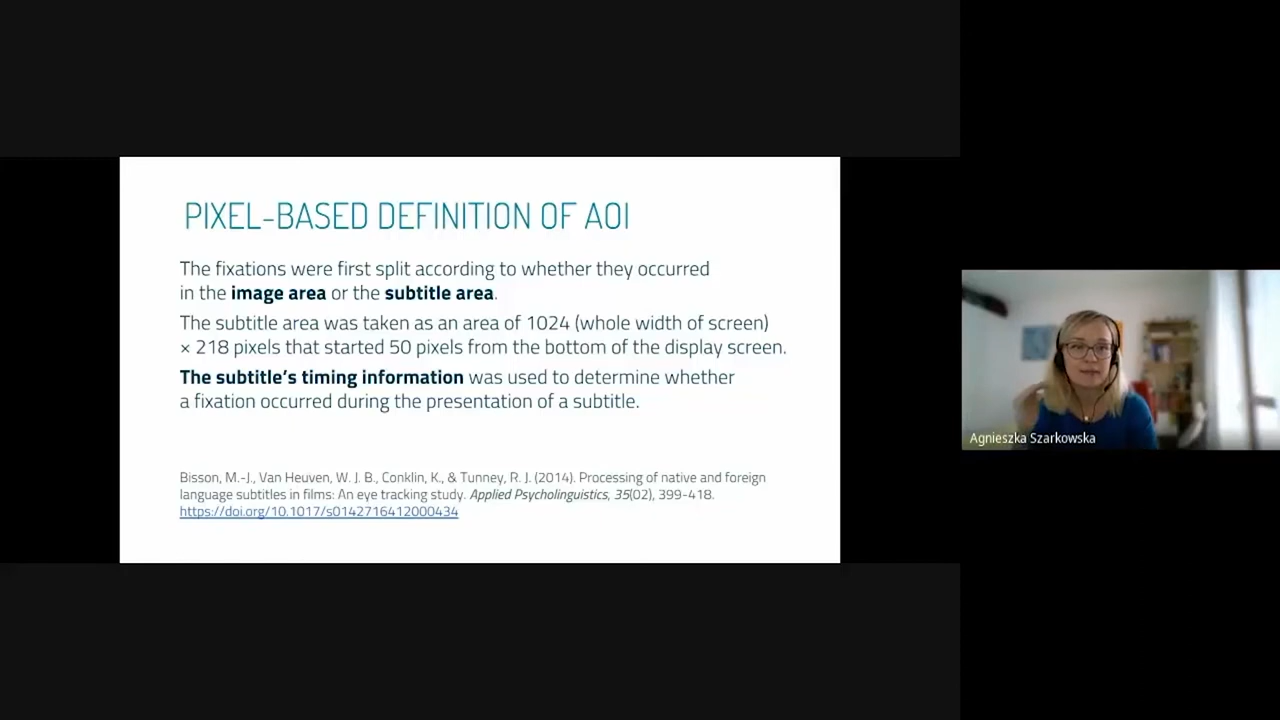 PIXEL-BASED DEFINITION OF AOI
The fixations were first split according to whether they occurred
in the image area or the subtitle area.
The subtitle area was taken as an area of 1024 (whole width of screen)
× 218 pixels that started 50 pixels from the bottom of the display screen.
The subtitle's timing information was used to determine whether
a fixation occurred during the presentation of a subtitle.
Bisson, M.-J., Van Heuven, W. J. B., Conklin, K., & Tunney, R. J. (2014). Processing of native and foreign
language subtitles in films: An eye tracking study. Applied Psycholinguistics, 35(02), 399-418.
https://doi.org/10.1017/s0142716412000434
Agnieszka Szarkowska